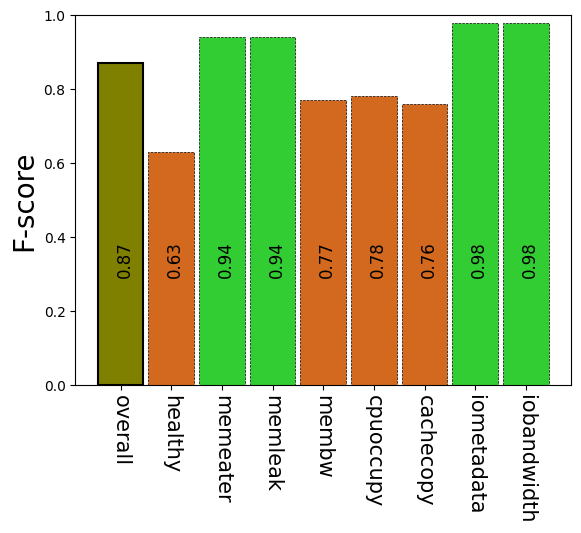 1.0
0.8
0.6
0.4
0.2
0.0
F-score
0.87
0.63
0.94
0.94
0.77
0.78
0.76
0.98
0.98
overall
healthy
memeater
memleak
membw
cpuoccupy
cachecopy
iometadata
iobandwidth